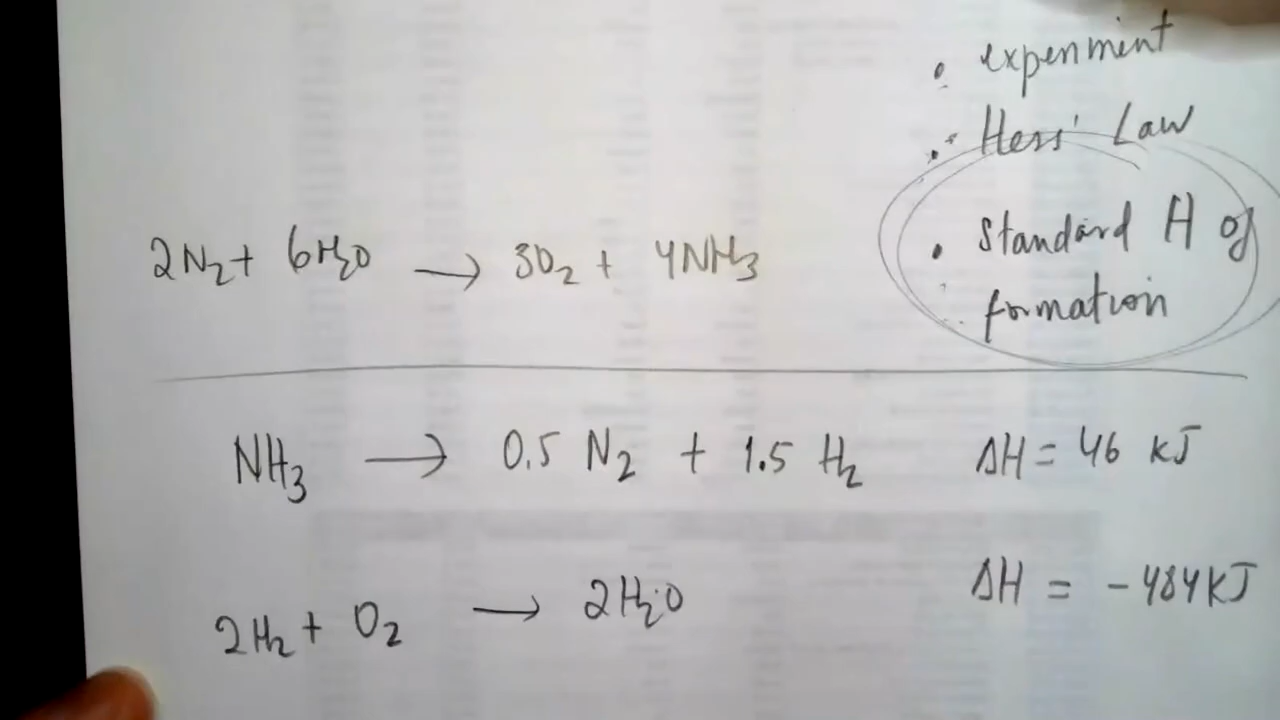 • experiment
• Hess' Law
• Standard H of
formation
2N₂ + 6H₂O → 3O₂ + 4NH₃
NH₃ → 0.5 N₂ + 1.5 H₂ ΔH = 46 kJ
2H₂ + O₂ → 2H₂O ΔH = -484 kJ